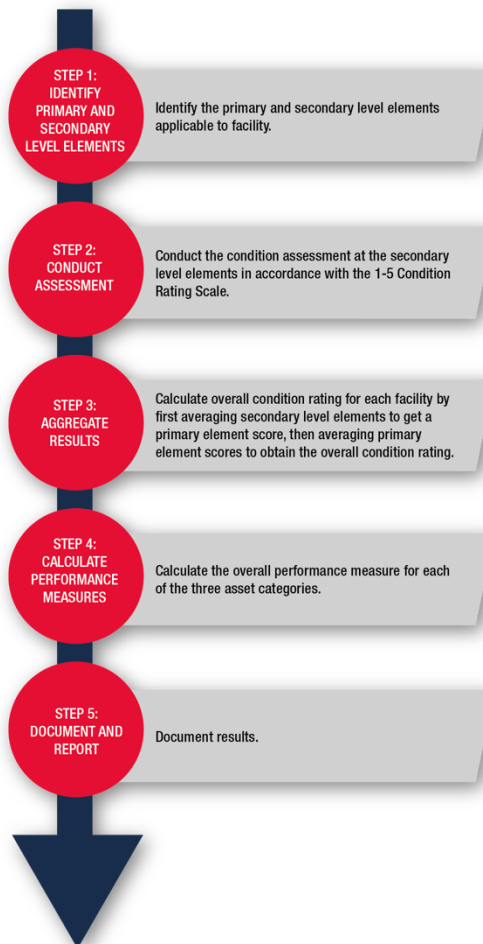 STEP 1:
IDENTIFY
PRIMARY AND
SECONDARY
LEVEL ELEMENTS
Identify the primary and secondary level elements
applicable to facility.
STEP 2:
CONDUCT
ASSESSMENT
Conduct the condition assessment at the secondary
level elements in accordance with the 1-5 Condition
Rating Scale.
STEP 3:
AGGREGATE
RESULTS
Calculate overall condition rating for each facility by
first averaging secondary level elements to get a
primary element score, then averaging primary
element scores to obtain the overall condition rating.
STEP 4:
CALCULATE
PERFORMANCE
MEASURES
Calculate the overall performance measure for each
of the three asset categories.
STEP 5:
DOCUMENT AND
REPORT
Document results.